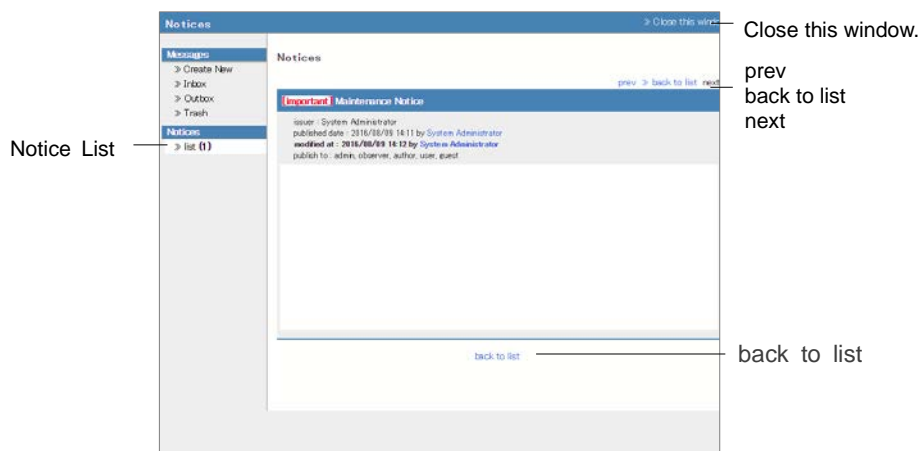 Notices
≫ Close this window
Close this window.
Messages
≫ Create New
≫ Inbox
≫ Outbox
≫ Trash
Notices
≫ list (1)
Notice List
Notices
prev ≫ back to list next
prev
back to list
next
[important] Maintenance Notice
issuer : System Administrator
published date : 2016/08/09 14:11 by System Administrator
modified at : 2016/08/09 14:12 by System Administrator
publish to : admin, observer, author, user, guest
back to list
back to list